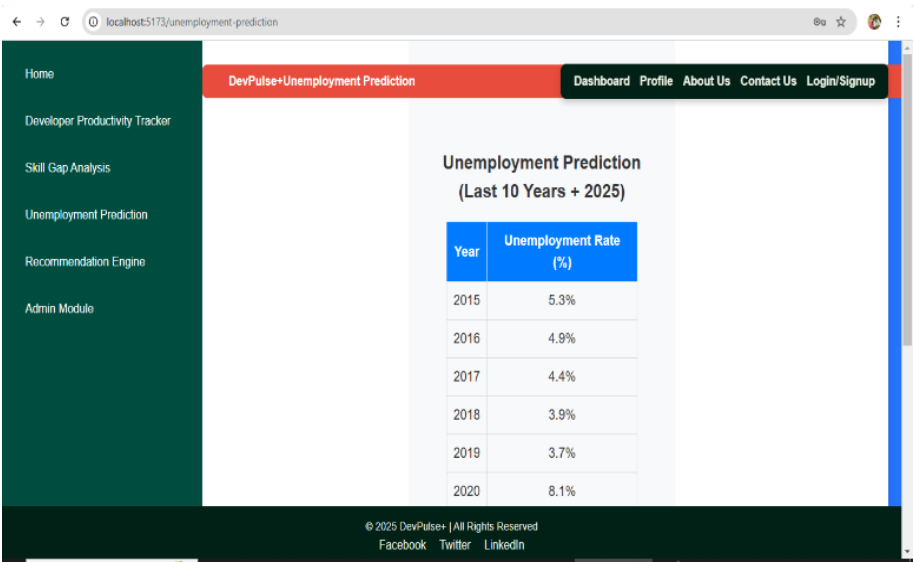 localhost:5173/unemployment-prediction
Home
Developer Productivity Tracker
Skill Gap Analysis
Unemployment Prediction
Recommendation Engine
Admin Module
DevPulse+Unemployment Prediction
Dashboard Profile About Us Contact Us Login/Signup
Unemployment Prediction
(Last 10 Years + 2025)
Year Unemployment Rate
(%)
2015 5.3%
2016 4.9%
2017 4.4%
2018 3.9%
2019 3.7%
2020 8.1%
© 2025 DevPulse+ | All Rights Reserved
Facebook Twitter LinkedIn